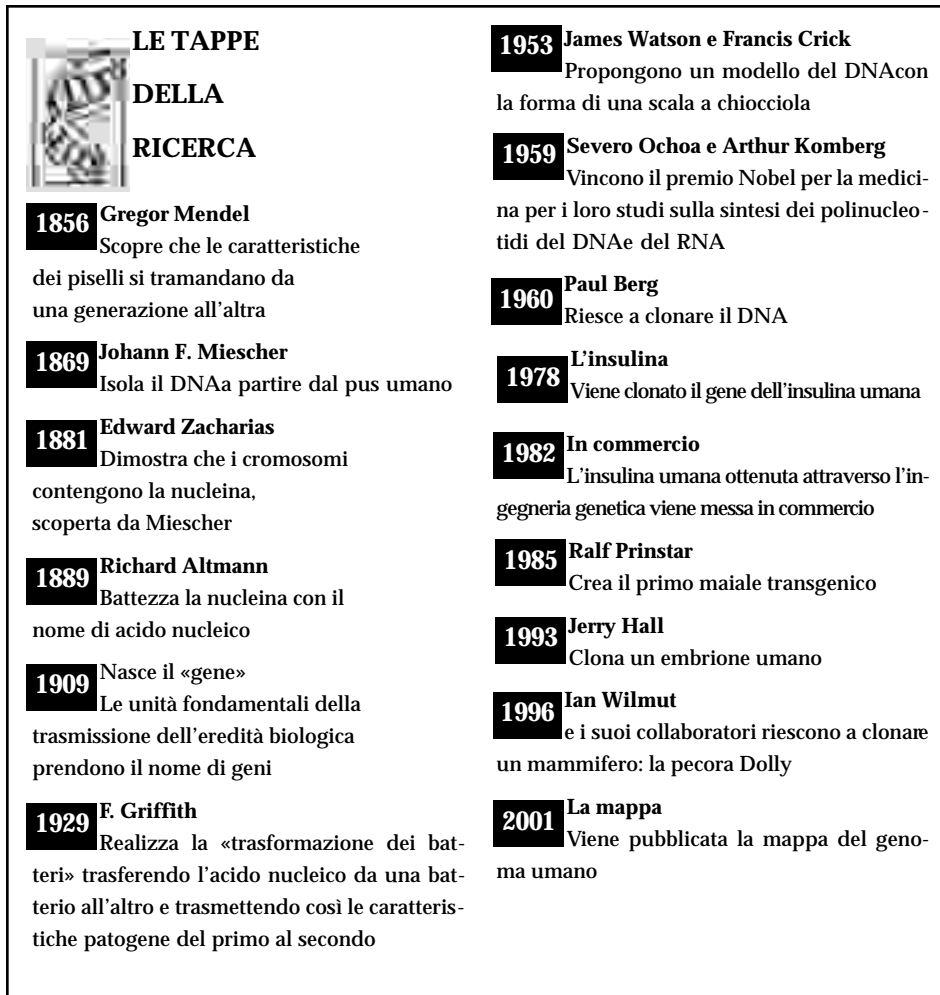 LE TAPPE
DELLA
RICERCA
1856 Gregor Mendel
Scopre che le caratteristiche
dei piselli si tramandano da
una generazione all'altra
1869 Johann F. Miescher
Isola il DNAa partire dal pus umano
1881 Edward Zacharias
Dimostra che i cromosomi
contengono la nucleina,
scoperta da Miescher
1889 Richard Altmann
Battezza la nucleina con il
nome di acido nucleico
1909 Nasce il «gene»
Le unità fondamentali della
trasmissione dell'eredità biologica
prendono il nome di geni
1929 F. Griffith
Realizza la «trasformazione dei bat-
teri» trasferendo l'acido nucleico da una bat-
terio all'altro e trasmettendo così le caratteris-
tiche patogene del primo al secondo
1953 James Watson e Francis Crick
Propongono un modello del DNAcon
la forma di una scala a chiocciola
1959 Severo Ochoa e Arthur Komberg
Vincono il premio Nobel per la medici-
na per i loro studi sulla sintesi dei polinucleo-
tidi del DNAe del RNA
1960 Paul Berg
Riesce a clonare il DNA
1978 L'insulina
Viene clonato il gene dell'insulina umana
1982 In commercio
L'insulina umana ottenuta attraverso l'in-
gegneria genetica viene messa in commercio
1985 Ralf Prinstar
Crea il primo maiale transgenico
1993 Jerry Hall
Clona un embrione umano
1996 Ian Wilmut
e i suoi collaboratori riescono a clonare
un mammifero: la pecora Dolly
2001 La mappa
Viene pubblicata la mappa del geno-
ma umano